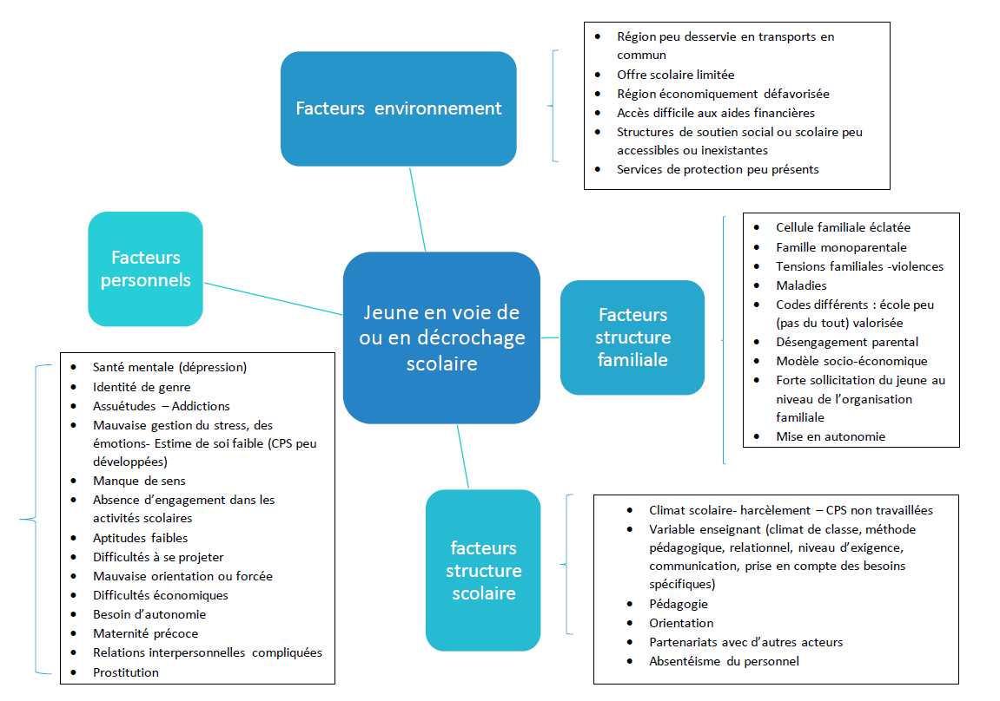 Facteurs environnement
• Région peu desservie en transports en
commun
• Offre scolaire limitée
• Région économiquement défavorisée
• Accès difficile aux aides financières
• Structures de soutien social ou scolaire peu
accessibles ou inexistantes
• Services de protection peu présents
Facteurs
personnels
• Santé mentale (dépression)
• Identité de genre
• Assuétudes – Addictions
• Mauvaise gestion du stress, des
émotions- Estime de soi faible (CPS peu
développées)
• Manque de sens
• Absence d’engagement dans les
activités scolaires
• Aptitudes faibles
• Difficultés à se projeter
• Mauvaise orientation ou forcée
• Difficultés économiques
• Besoin d’autonomie
• Maternité précoce
• Relations interpersonnelles compliquées
• Prostitution
Jeune en voie de
ou en décrochage
scolaire
Facteurs
structure
familiale
• Cellule familiale éclatée
• Famille monoparentale
• Tensions familiales -violences
• Maladies
• Codes différents : école peu
(pas du tout) valorisée
• Désengagement parental
• Modèle socio-économique
• Forte sollicitation du jeune au
niveau de l’organisation
familiale
• Mise en autonomie
facteurs
structure
scolaire
• Climat scolaire- harcèlement – CPS non travaillées
• Variable enseignant (climat de classe, méthode
pédagogique, relationnel, niveau d’exigence,
communication, prise en compte des besoins
spécifiques)
• Pédagogie
• Orientation
• Partenariats avec d’autres acteurs
• Absentéisme du personnel